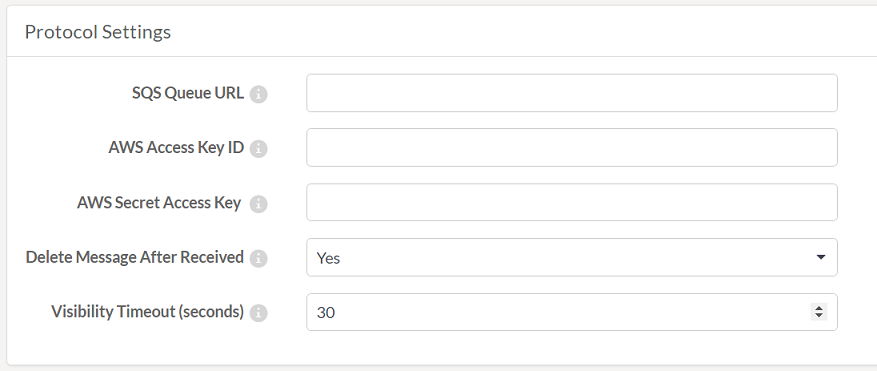 Protocol Settings
SQS Queue URL
AWS Access Key ID
AWS Secret Access Key
Delete Message After Received Yes
Visibility Timeout (seconds) 30